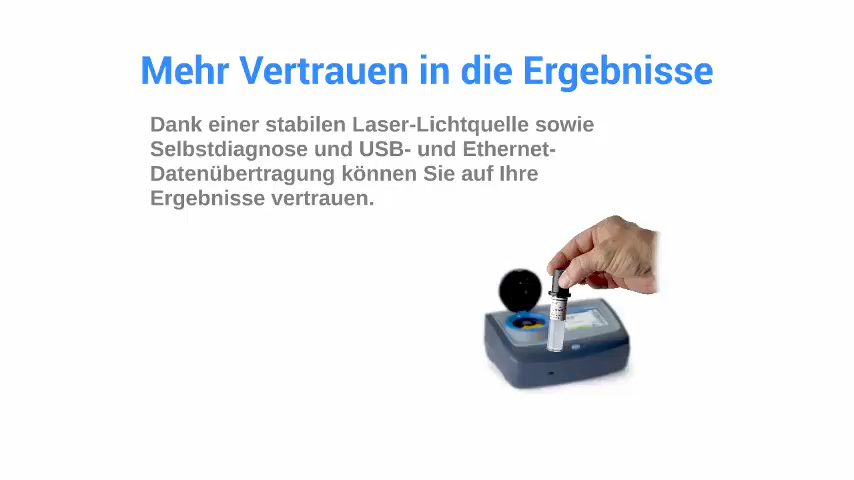 Mehr Vertrauen in die Ergebnisse
Dank einer stabilen Laser-Lichtquelle sowie
Selbstdiagnose und USB- und Ethernet-
Datenübertragung können Sie auf Ihre
Ergebnisse vertrauen.